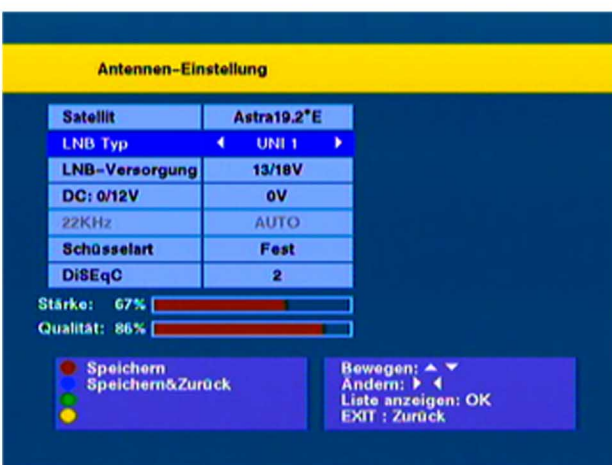 Antennen-Einstellung
Satellit Astra19.2°E
LNB Typ UNI 1
LNB-Versorgung 13/18V
DC: 0/12V 0V
22KHz AUTO
Schüsselart Fest
DiSEqC 2
Stärke: 67%
Qualität: 86%
Speichern
Speichern&Zurück
Bewegen:
Ändern:
Liste anzeigen: OK
EXIT : Zurück